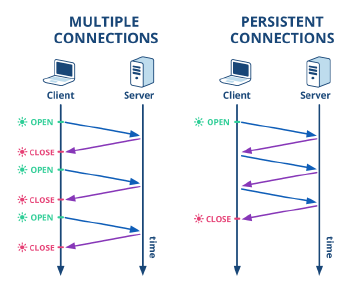 MULTIPLE
CONNECTIONS
Client
Server
OPEN
CLOSE
OPEN
CLOSE
OPEN
CLOSE
time
PERSISTENT
CONNECTIONS
Client
Server
OPEN
CLOSE
time